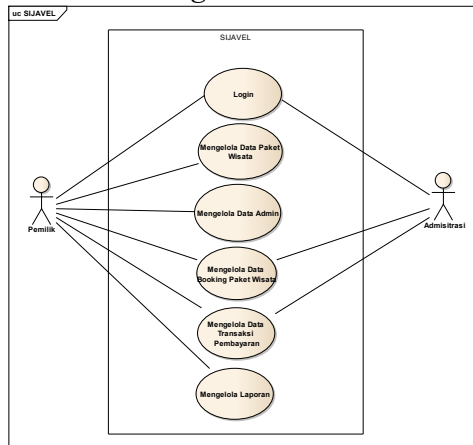 uc SIJAVEL
SIJAVEL
Login
Mengelola Data Paket
Wisata
Mengelola Data Admin
Pemilik
Admisitrasi
Mengelola Data
Booking Paket Wisata
Mengelola Data
Transaksi
Pembayaran
Mengelola Laporan